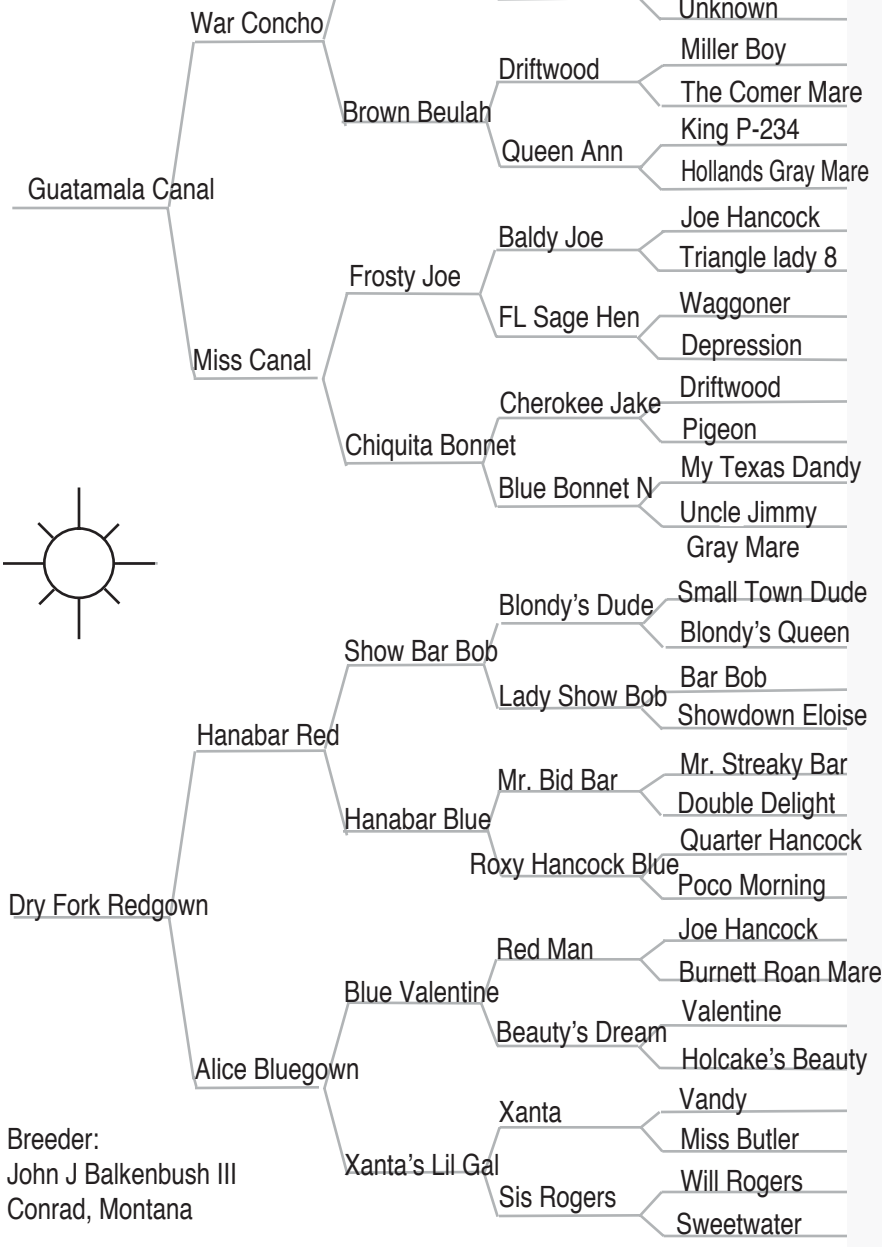 Unknown
War Concho
Miller Boy
Driftwood
The Comer Mare
Brown Beulah
King P-234
Queen Ann
Hollands Gray Mare
Guatamala Canal
Joe Hancock
Baldy Joe
Triangle lady 8
Frosty Joe
Waggoner
FL Sage Hen
Depression
Miss Canal
Driftwood
Cherokee Jake
Pigeon
Chiquita Bonnet
My Texas Dandy
Blue Bonnet N
Uncle Jimmy
Gray Mare
Small Town Dude
Blondy's Dude
Blondy's Queen
Show Bar Bob
Bar Bob
Lady Show Bob
Showdown Eloise
Hanabar Red
Mr. Streaky Bar
Mr. Bid Bar
Double Delight
Hanabar Blue
Quarter Hancock
Roxy Hancock Blue
Poco Morning
Dry Fork Redgown
Joe Hancock
Red Man
Burnett Roan Mare
Blue Valentine
Valentine
Beauty's Dream
Holcake's Beauty
Alice Bluegown
Vandy
Xanta
Miss Butler
Xanta's Lil Gal
Will Rogers
Sis Rogers
Sweetwater
Breeder:
John J Balkenbush III
Conrad, Montana